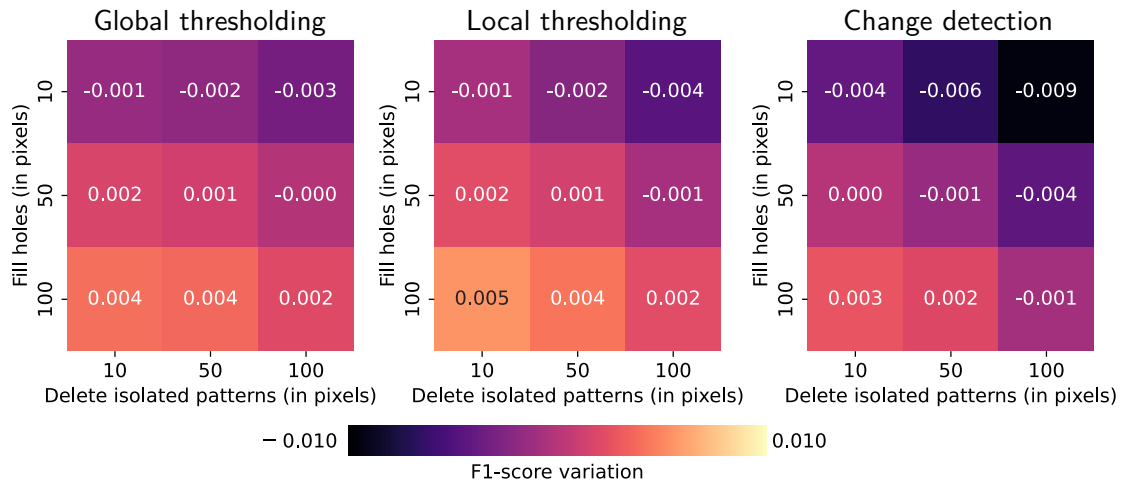 Global thresholding
Local thresholding
Change detection
Fill holes (in pixels)
10
-0.001 -0.002 -0.003
50
0.002 0.001 -0.000
100
0.004 0.004 0.002
10 50 100
Delete isolated patterns (in pixels)
Fill holes (in pixels)
10
-0.001 -0.002 -0.004
50
0.002 0.001 -0.001
100
0.005 0.004 0.002
10 50 100
Delete isolated patterns (in pixels)
Fill holes (in pixels)
10
-0.004 -0.006 -0.009
50
0.000 -0.001 -0.004
100
0.003 0.002 -0.001
10 50 100
Delete isolated patterns (in pixels)
−0.010 0.010
F1-score variation